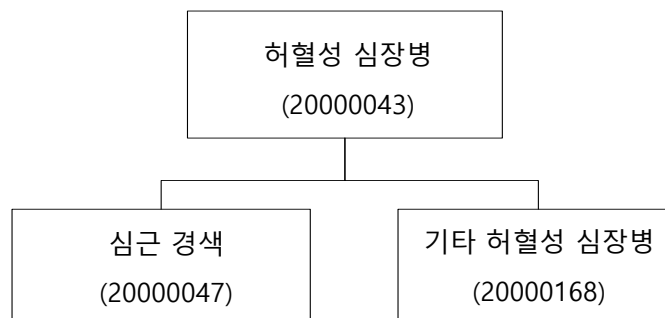 허혈성 심장병
(20000043)
심근 경색
(20000047)
기타 허혈성 심장병
(20000168)